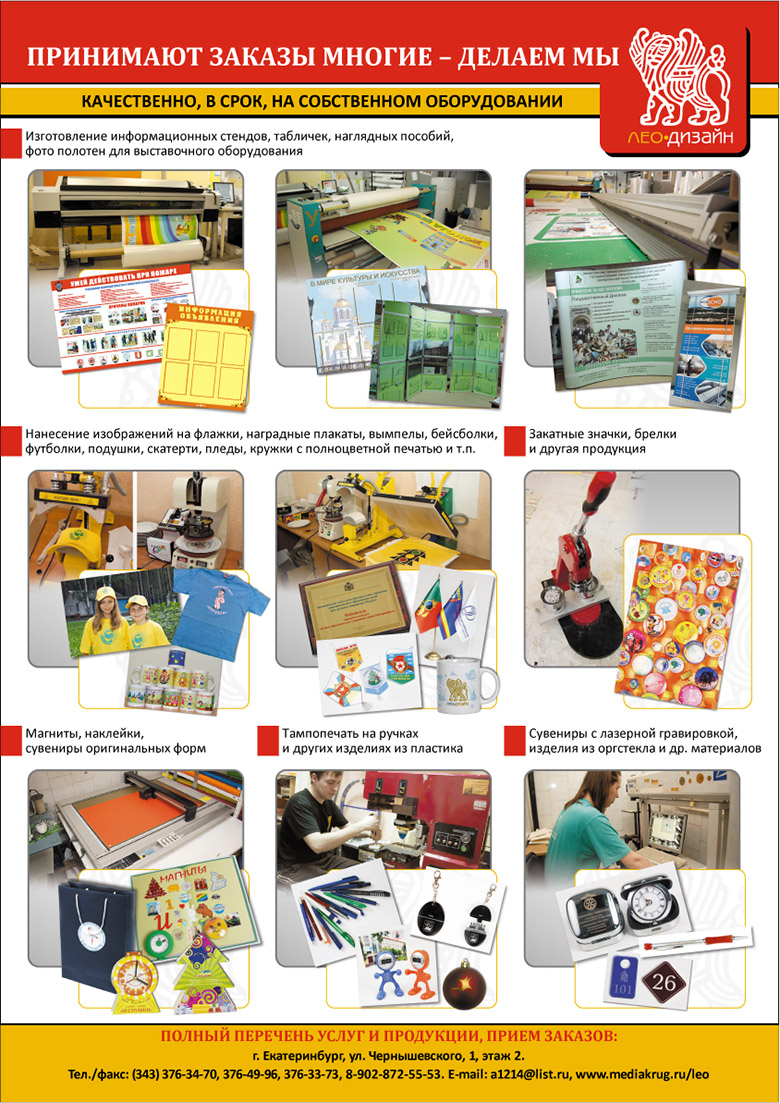 ПРИНИМАЮТ ЗАКАЗЫ МНОГИЕ – ДЕЛАЕМ МЫ
КАЧЕСТВЕННО, В СРОК, НА СОБСТВЕННОМ ОБОРУДОВАНИИ
ЛЕО•ДИЗАЙН
Изготовление информационных стендов, табличек, наглядных пособий,
фото полотен для выставочного оборудования
УМЕЙ ДЕЙСТВОВАТЬ ПРИ ПОЖАРЕ
ИНФОРМАЦИЯ
ОБЪЯВЛЕНИЯ
В МИРЕ КУЛЬТУРЫ И ИСКУССТВА
Государственный Диплом
Нанесение изображений на флажки, наградные плакаты, вымпелы, бейсболки,
футболки, подушки, скатерти, пледы, кружки с полноцветной печатью и т.п.
Закатные значки, брелки
и другая продукция
Магниты, наклейки,
сувениры оригинальных форм
Тампопечать на ручках
и других изделиях из пластика
Сувениры с лазерной гравировкой,
изделия из оргстекла и др. материалов
МАГНИТЫ
101
26
ПОЛНЫЙ ПЕРЕЧЕНЬ УСЛУГ И ПРОДУКЦИИ, ПРИЕМ ЗАКАЗОВ:
г. Екатеринбург, ул. Чернышевского, 1, этаж 2.
Тел./факс: (343) 376-34-70, 376-49-96, 376-33-73, 8-902-872-55-53. E-mail: a1214@list.ru, www.mediakrug.ru/leo